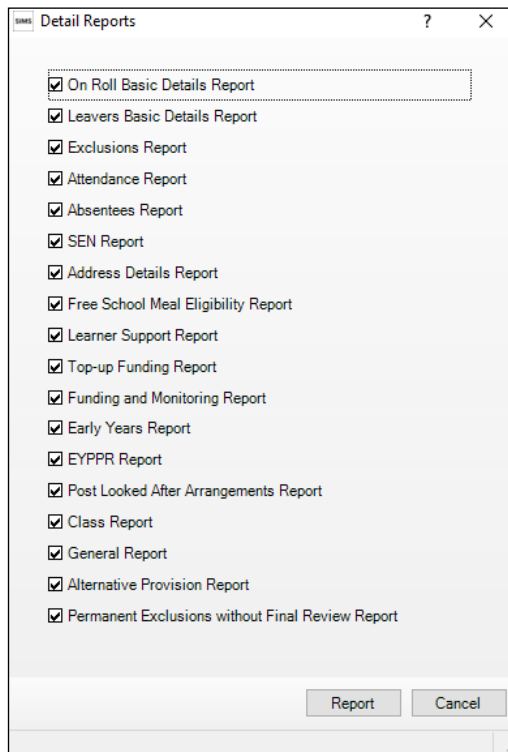 SIMS Detail Reports ?
On Roll Basic Details Report
Leavers Basic Details Report
Exclusions Report
Attendance Report
Absentees Report
SEN Report
Address Details Report
Free School Meal Eligibility Report
Learner Support Report
Top-up Funding Report
Funding and Monitoring Report
Early Years Report
EYPPR Report
Post Looked After Arrangements Report
Class Report
General Report
Alternative Provision Report
Permanent Exclusions without Final Review Report
Report Cancel